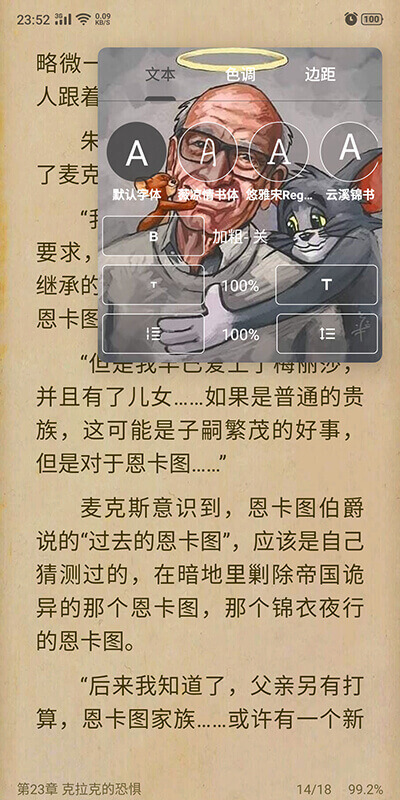 23:52 3G 0.09 KB/S 100
略微一
人跟着
文本 色调 边距
朱
了麦克
A A A A
默认字体 蔡凉情书体 悠雅宋Reg... 云溪锦书
“我
要求，
B 加粗- 关
继承的
T 100% T
恩卡图
100%
“但是我早已爱上了梅丽莎，
并且有了儿女……如果是普通的贵
族，这可能是子嗣繁茂的好事，
但是对于恩卡图……”
麦克斯意识到，恩卡图伯爵
说的“过去的恩卡图”，应该是自己
猜测过的，在暗地里剿除帝国诡
异的那个恩卡图，那个锦衣夜行
的恩卡图。
“后来我知道了，父亲另有打
算，恩卡图家族……或许有一个新
第23章 克拉克的恐惧 14/18 99.2%